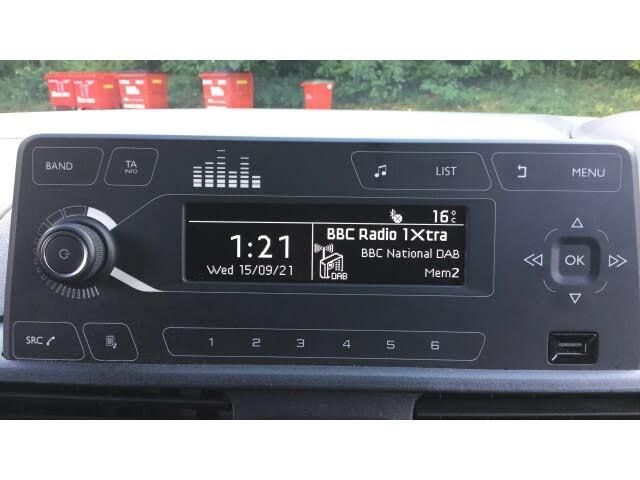 BAND
TA
INFO
LIST
MENU
16°C
1:21
BBC Radio 1Xtra
BBC National DAB
Wed 15/09/21
DAB
Mem2
OK
SRC
1 2 3 4 5 6